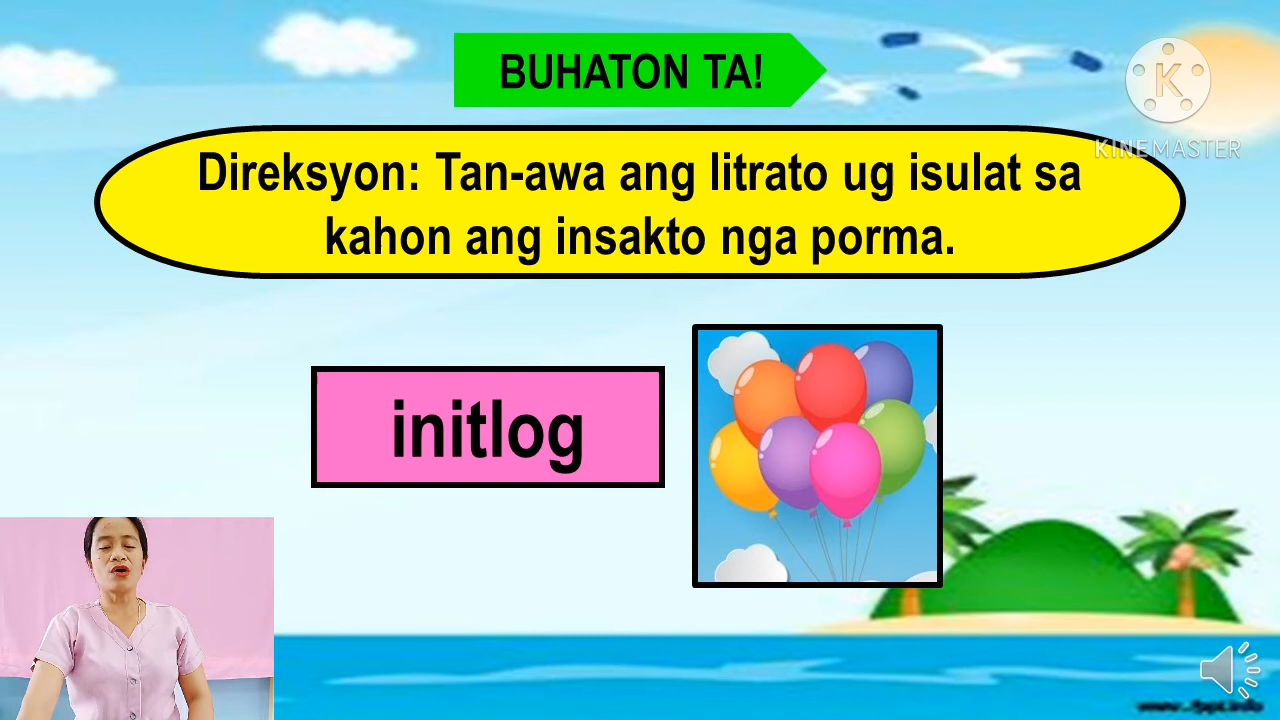 BUHATON TA!
K
KINEMASTER
Direksyon: Tan-awa ang litrato ug isulat sa
kahon ang insakto nga porma.
initlog